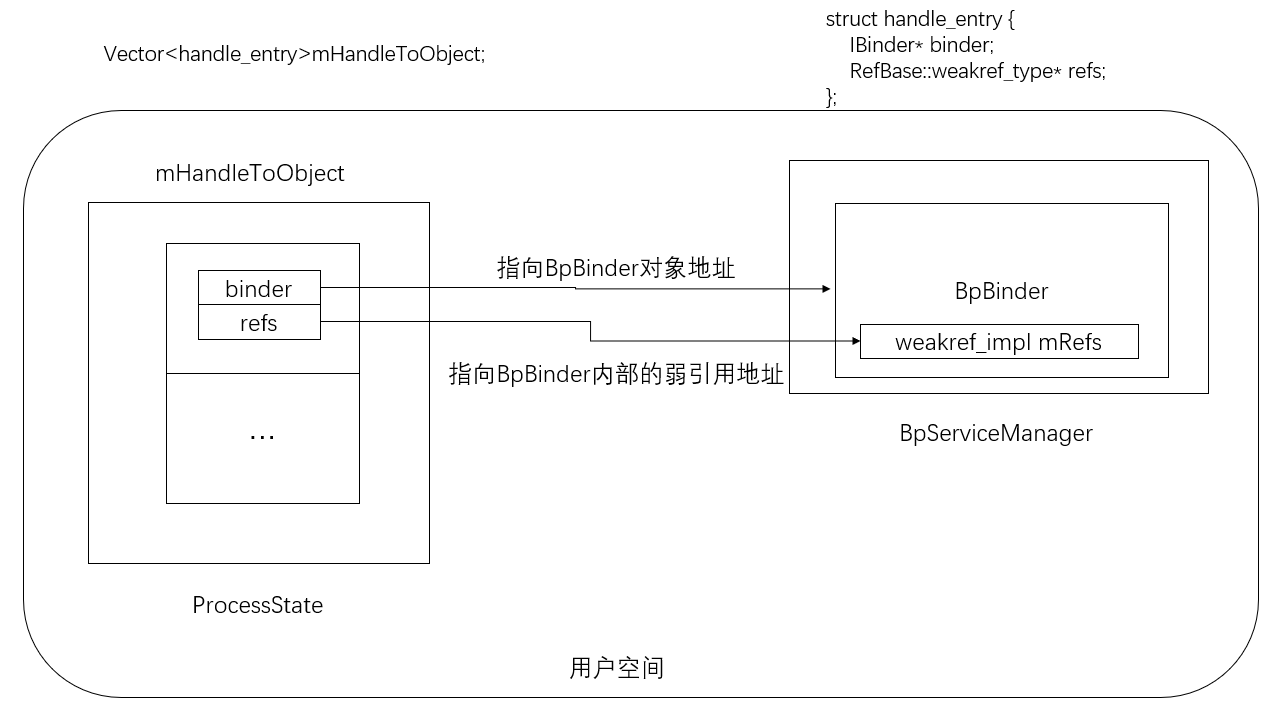 struct handle_entry {
IBinder* binder;
RefBase::weakref_type* refs;
};
Vector<handle_entry>mHandleToObject;
mHandleToObject
binder
refs
...
ProcessState
指向BpBinder对象地址
指向BpBinder内部的弱引用地址
BpBinder
weakref_impl mRefs
BpServiceManager
用户空间